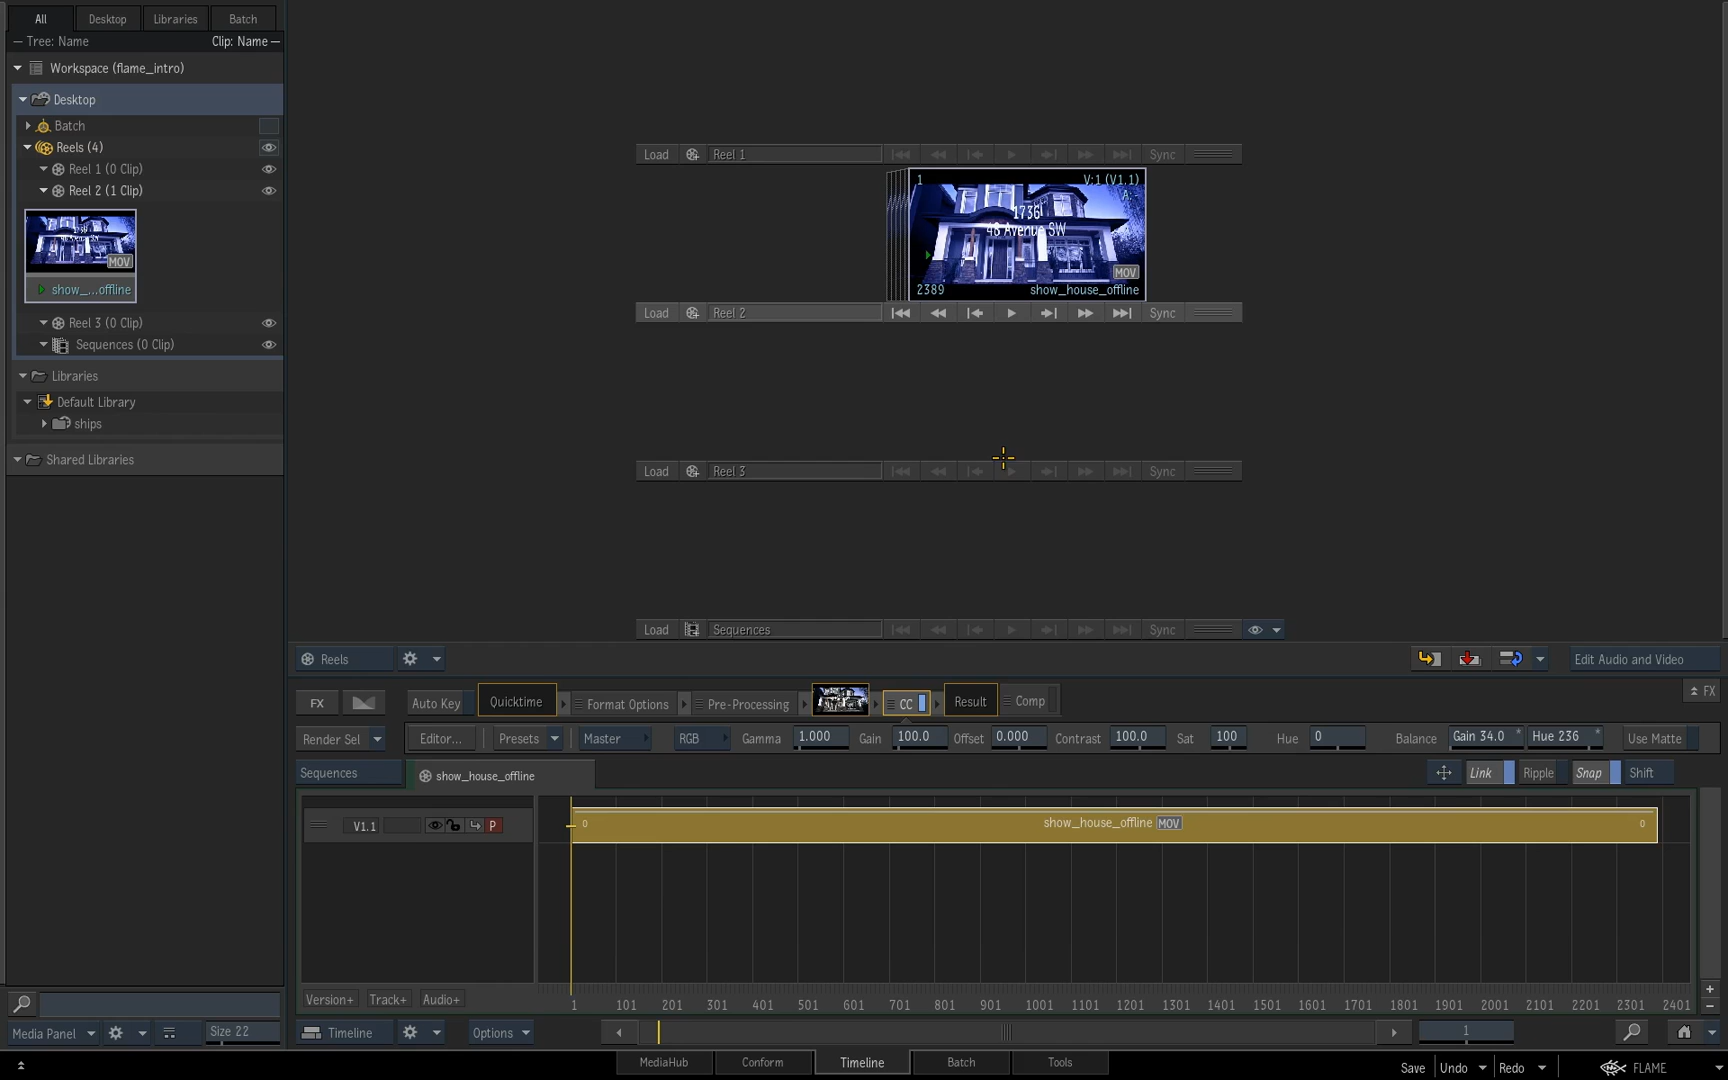 All Desktop Libraries Batch
Tree: Name Clip: Name
Workspace (flame_intro)
Desktop
Batch
Reels (4)
Reel 1 (0 Clip)
Reel 2 (1 Clip)
MOV
show_...offline
Reel 3 (0 Clip)
Sequences (0 Clip)
Libraries
Default Library
ships
Shared Libraries
Load Reel 1 Sync
1 V:1 (V1.1)
A:-
1736
48 Avenue SW
MOV
2389 show_house_offline
Load Reel 2 Sync
Load Reel 3 Sync
Load Sequences Sync
Reels Edit Audio and Video
FX Auto Key Quicktime Format Options Pre-Processing CC Result Comp FX
Render Sel Editor... Presets Master RGB Gamma 1.000 Gain 100.0 Offset 0.000 Contrast 100.0 Sat 100 Hue 0 Balance Gain 34.0 * Hue 236 * Use Matte
Sequences show_house_offline Link Ripple Snap Shift
V1.1 P 0 show_house_offline MOV 0
Version+ Track+ Audio+ 1 101 201 301 401 501 601 701 801 901 1001 1101 1201 1301 1401 1501 1601 1701 1801 1901 2001 2101 2201 2301 2401
Media Panel Size 22 Timeline Options 1
MediaHub Conform Timeline Batch Tools
Save Undo Redo FLAME